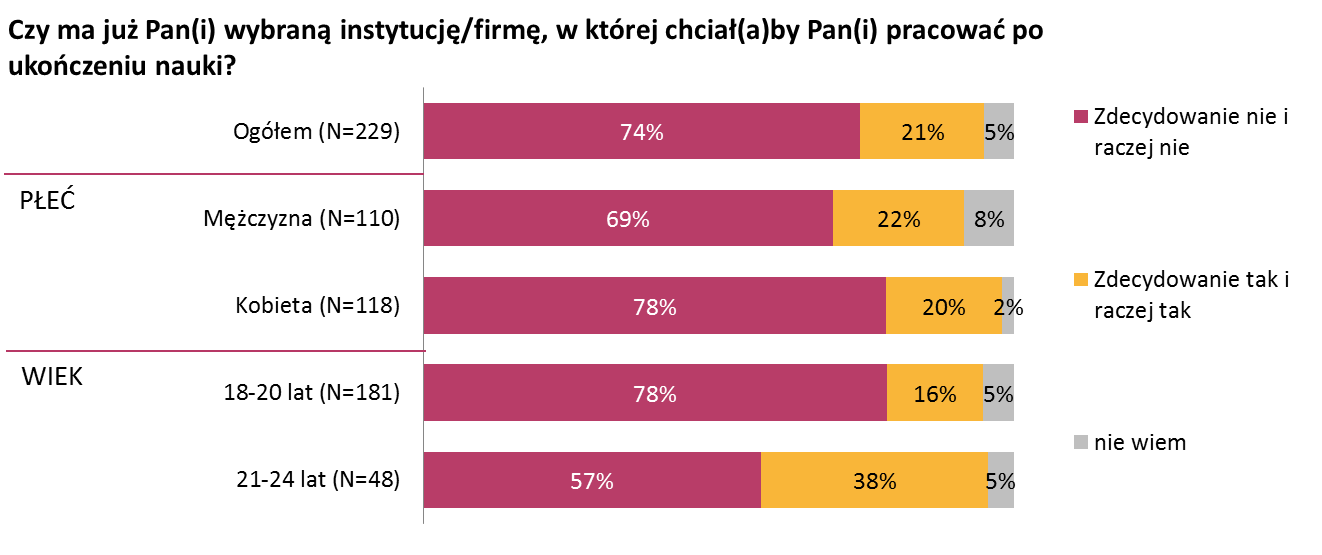 Czy ma już Pan(i) wybraną instytucję/firmę, w której chciał(a)by Pan(i) pracować po
ukończeniu nauki?
Ogółem (N=229)
74%
21%
5%
PŁEĆ
Mężczyzna (N=110)
69%
22%
8%
Kobieta (N=118)
78%
20%
2%
WIEK
18-20 lat (N=181)
78%
16%
5%
21-24 lat (N=48)
57%
38%
5%
Zdecydowanie nie i
raczej nie
Zdecydowanie tak i
raczej tak
nie wiem